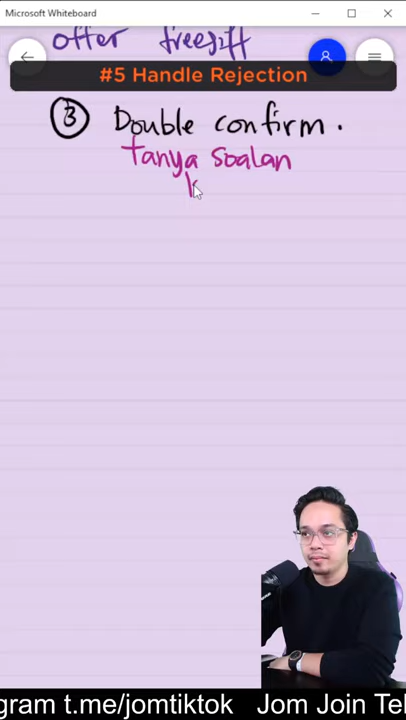 Microsoft Whiteboard
offer freegift
#5 Handle Rejection
3 Double confirm.
tanya soalan
gram t.me/jomtiktok Jom Join Tel